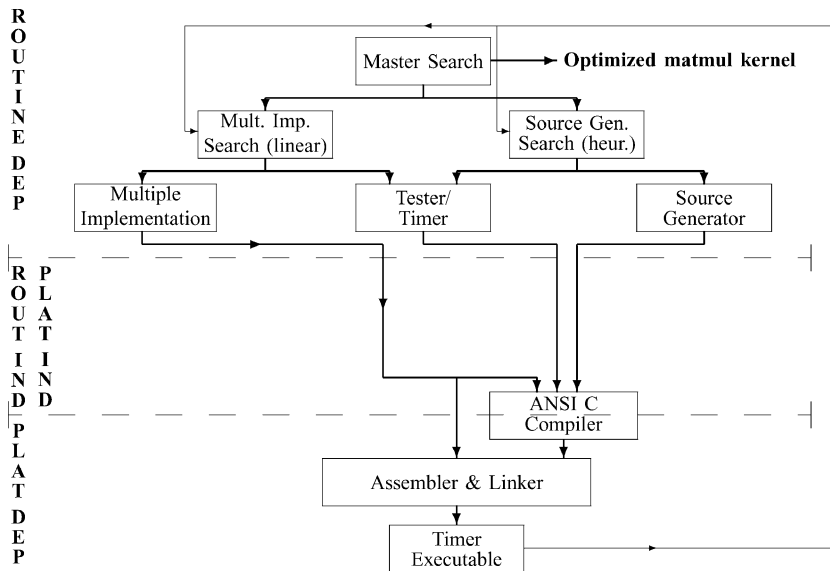 ROUTINE DEP
Master Search
Optimized matmul kernel
Mult. Imp.
Search (linear)
Source Gen.
Search (heur.)
Multiple
Implementation
Tester/
Timer
Source
Generator
ROUT IND
PLAT IND
ANSI C
Compiler
PLAT DEP
Assembler & Linker
Timer
Executable